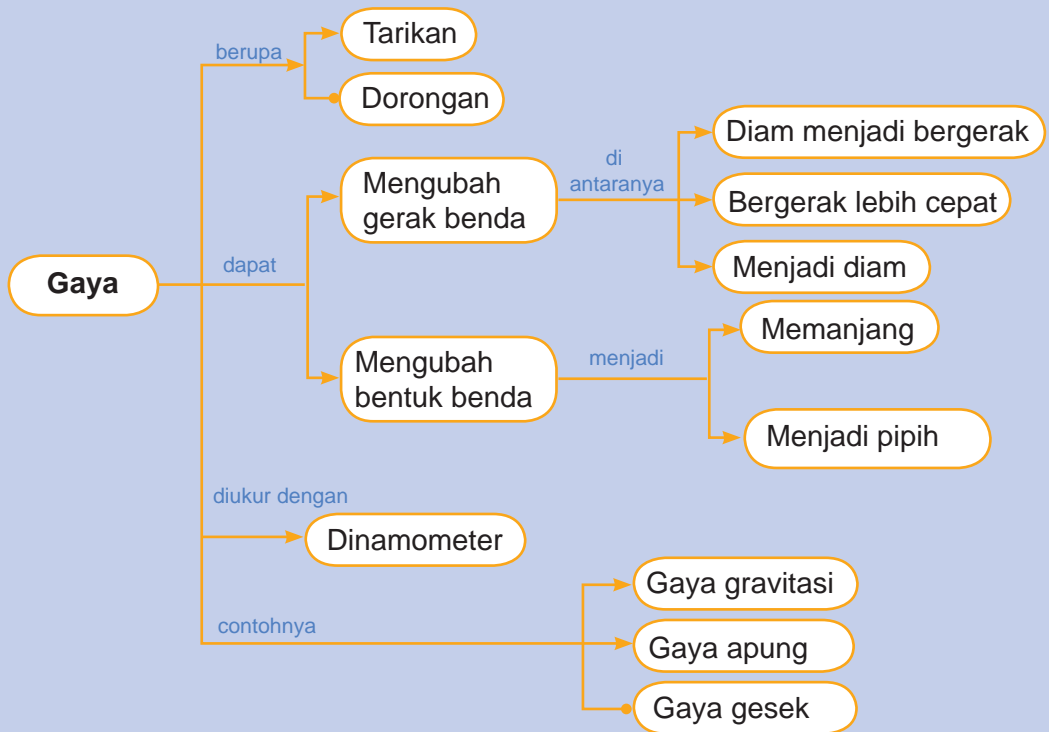 berupa
Tarikan
Dorongan
Gaya
dapat
Mengubah
gerak benda
di
antaranya
Diam menjadi bergerak
Bergerak lebih cepat
Menjadi diam
Mengubah
bentuk benda
menjadi
Memanjang
Menjadi pipih
diukur dengan
Dinamometer
contohnya
Gaya gravitasi
Gaya apung
Gaya gesek